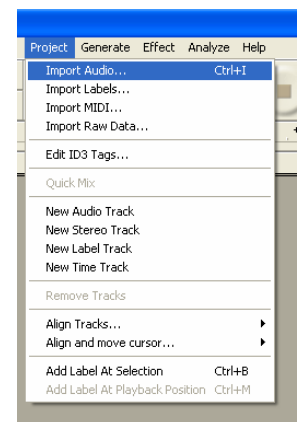 Project Generate Effect Analyze Help
Import Audio... Ctrl+I
Import Labels...
Import MIDI...
Import Raw Data...
Edit ID3 Tags...
Quick Mix
New Audio Track
New Stereo Track
New Label Track
New Time Track
Remove Tracks
Align Tracks...
Align and move cursor...
Add Label At Selection Ctrl+B
Add Label At Playback Position Ctrl+M